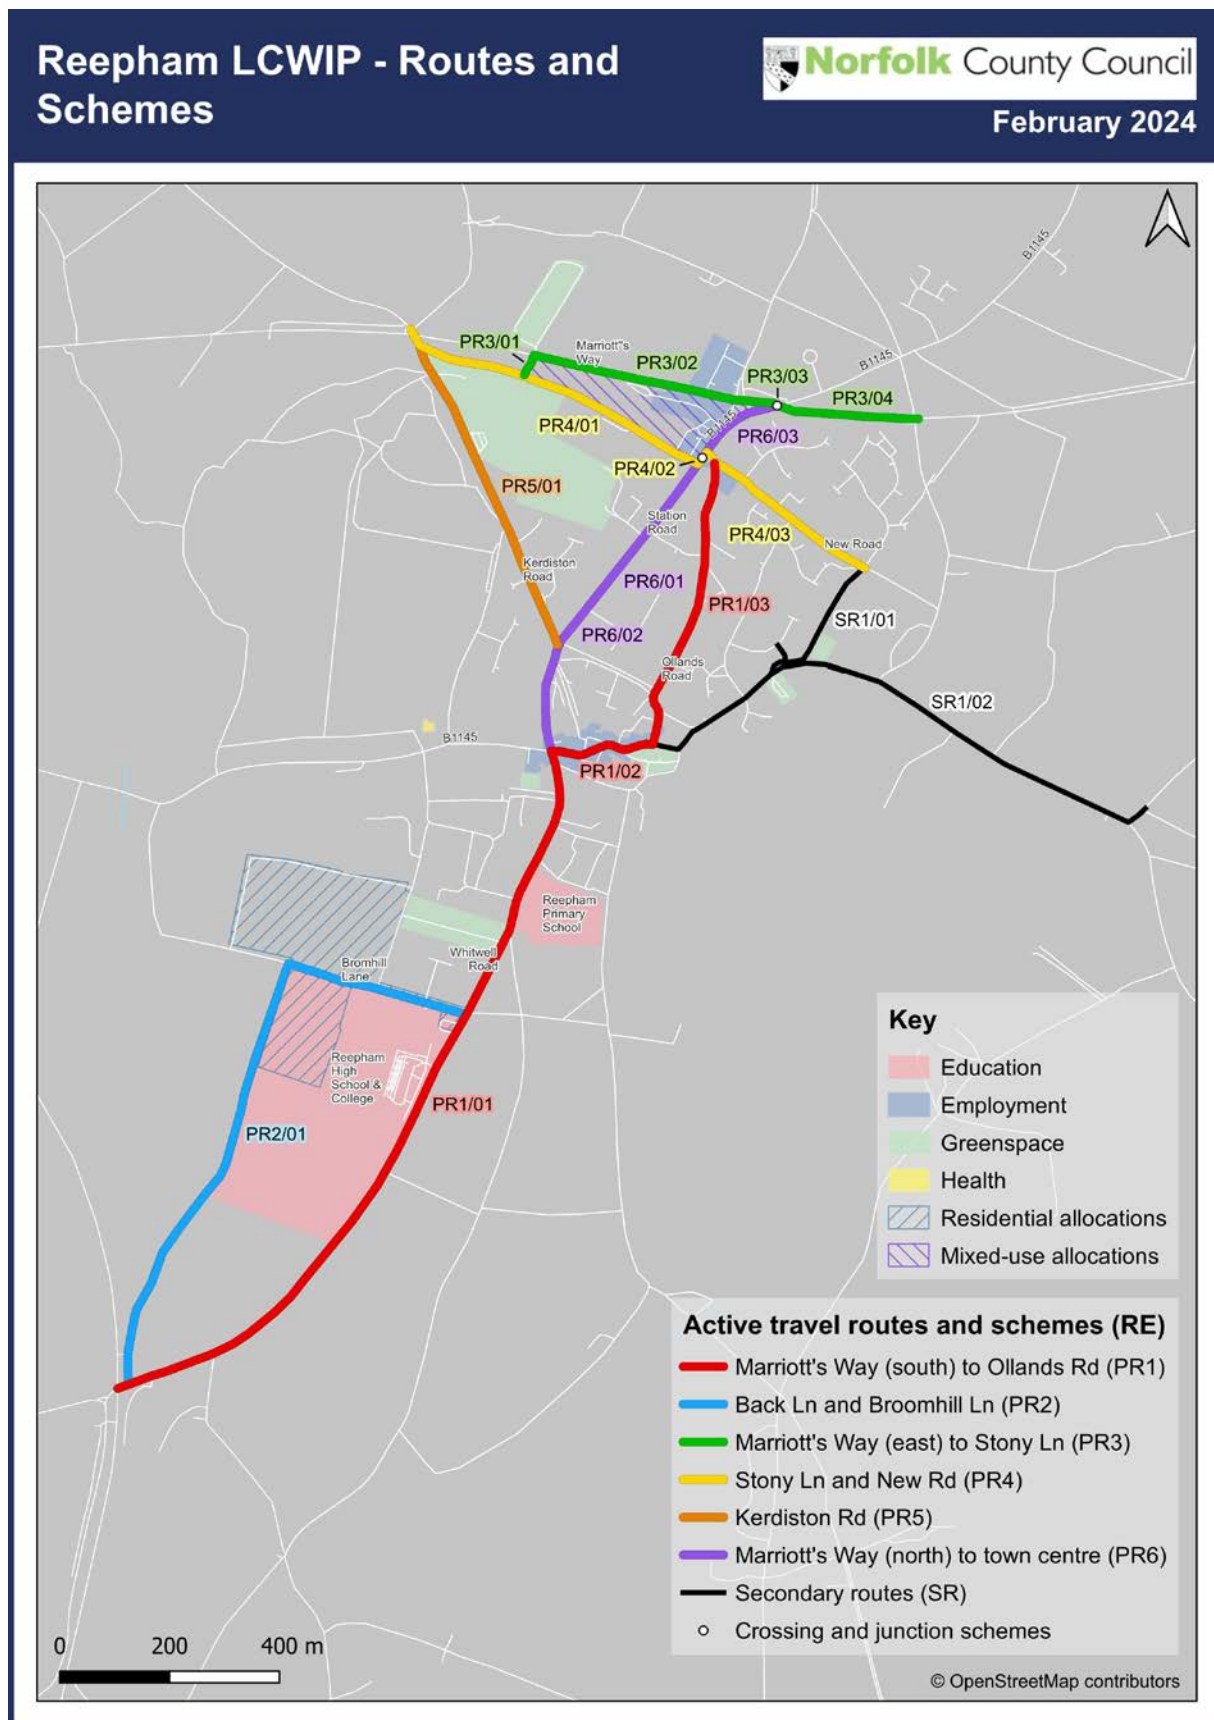 Reepham LCWIP - Routes and
Schemes
Norfolk County Council
February 2024
B1145
PR3/01
Marriott"s
Way
PR3/02
PR3/03
B1145
PR3/04
PR4/01
B1145
PR6/03
PR4/02
PR5/01
Station
Road
PR4/03
New Road
Kerdiston
Road
PR6/01
PR1/03
SR1/01
PR6/02
Ollands
Road
SR1/02
B1145
PR1/02
Reepham
Primary
School
Whitwell
Road
Bromhill
Lane
Reepham
High
School &
College
PR1/01
PR2/01
Key
Education
Employment
Greenspace
Health
Residential allocations
Mixed-use allocations
Active travel routes and schemes (RE)
Marriott's Way (south) to Ollands Rd (PR1)
Back Ln and Broomhill Ln (PR2)
Marriott's Way (east) to Stony Ln (PR3)
Stony Ln and New Rd (PR4)
Kerdiston Rd (PR5)
Marriott's Way (north) to town centre (PR6)
Secondary routes (SR)
Crossing and junction schemes
0 200 400 m
© OpenStreetMap contributors